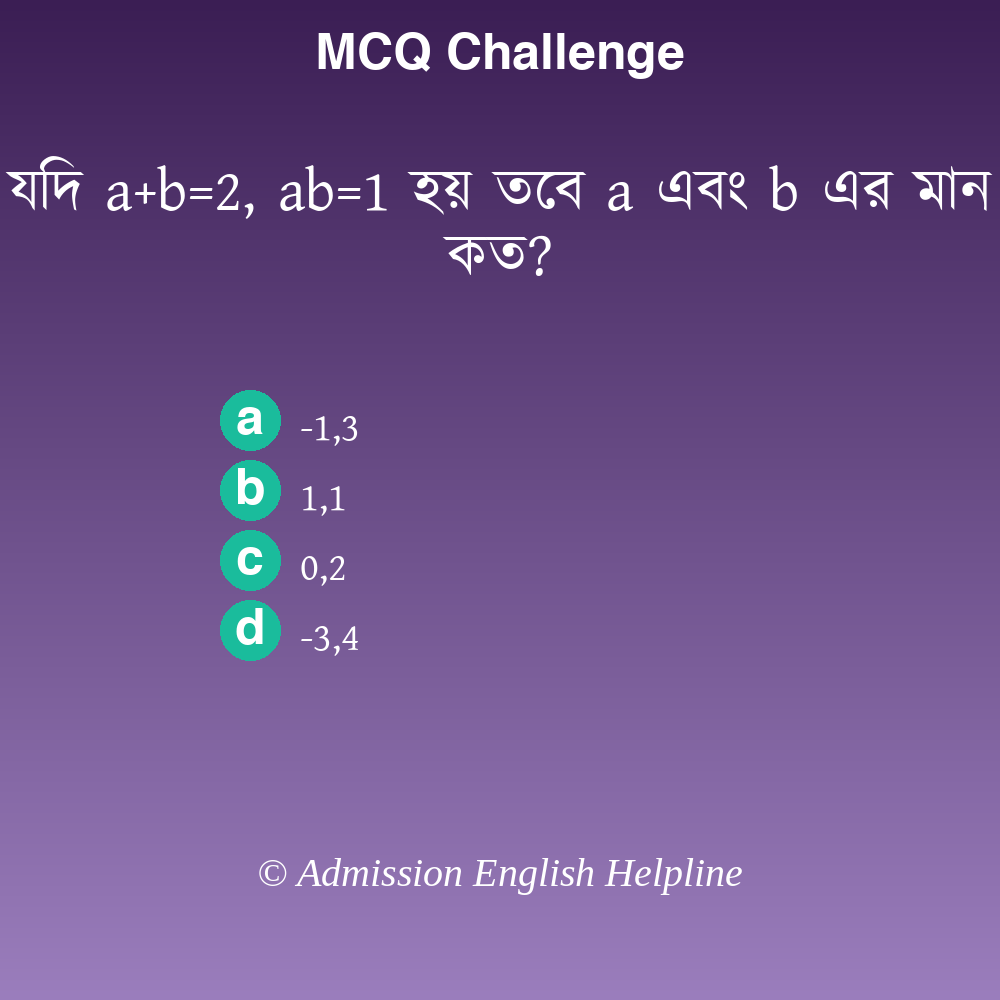 MCQ Challenge
যদি a+b=2, ab=1 হয় তবে a এবং b এর মান
কত?
a -1,3
b 1,1
c 0,2
d -3,4
© Admission English Helpline